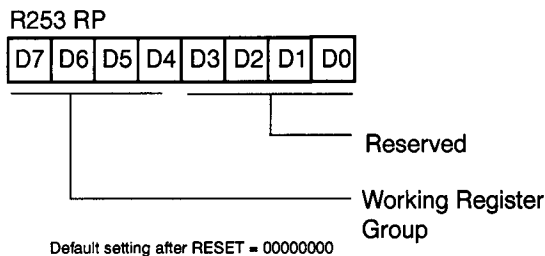 R253 RP
D7 D6 D5 D4 D3 D2 D1 D0
Reserved
Working Register
Group
Default setting after RESET = 00000000